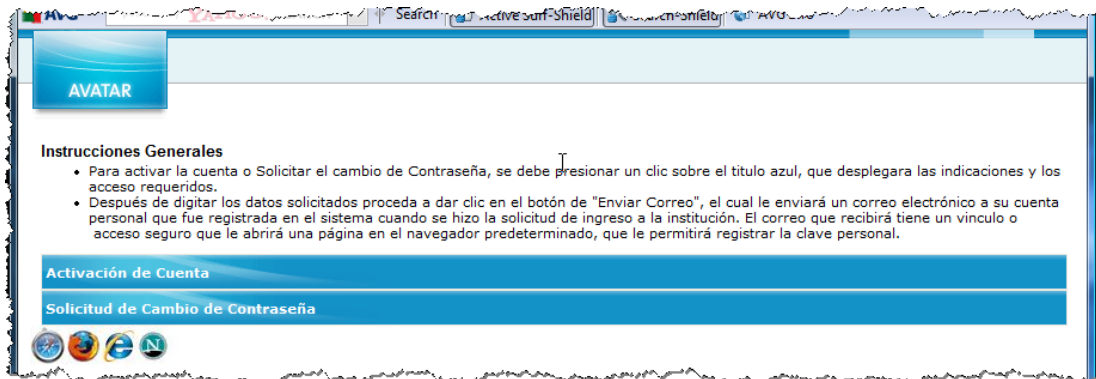 Search
AVATAR
Instrucciones Generales
• Para activar la cuenta o Solicitar el cambio de Contraseña, se debe presionar un clic sobre el titulo azul, que desplegara las indicaciones y los
acceso requeridos.
• Después de digitar los datos solicitados proceda a dar clic en el botón de "Enviar Correo", el cual le enviará un correo electrónico a su cuenta
personal que fue registrada en el sistema cuando se hizo la solicitud de ingreso a la institución. El correo que recibirá tiene un vinculo o
acceso seguro que le abrirá una página en el navegador predeterminado, que le permitirá registrar la clave personal.
Activación de Cuenta
Solicitud de Cambio de Contraseña
N